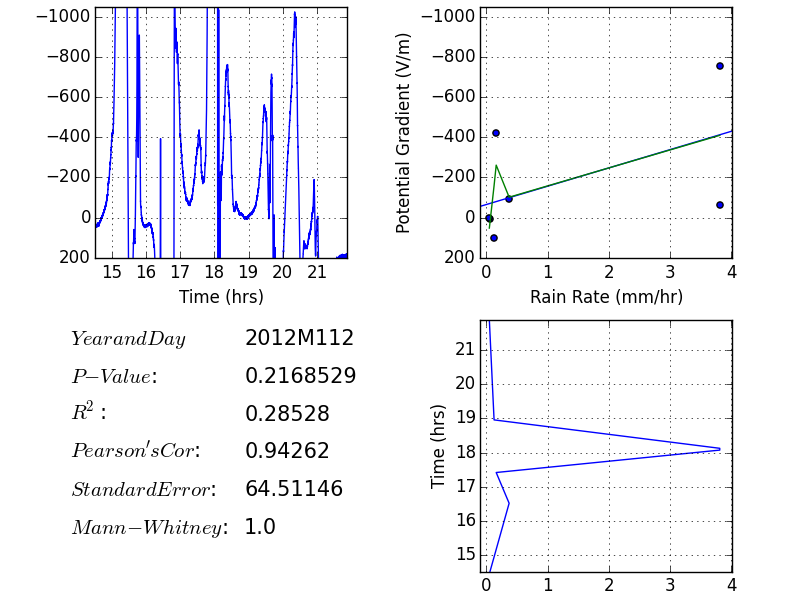 −1000
−800
−600
−400
−200
0
200
15 16 17 18 19 20 21
Time (hrs)
Potential Gradient (V/m)
−1000
−800
−600
−400
−200
0
200
0 1 2 3 4
Rain Rate (mm/hr)
YearandDay 2012M112
P−Value: 0.2168529
R²: 0.28528
Pearson'sCor: 0.94262
StandardError: 64.51146
Mann−Whitney: 1.0
Time (hrs)
21
20
19
18
17
16
15
0 1 2 3 4